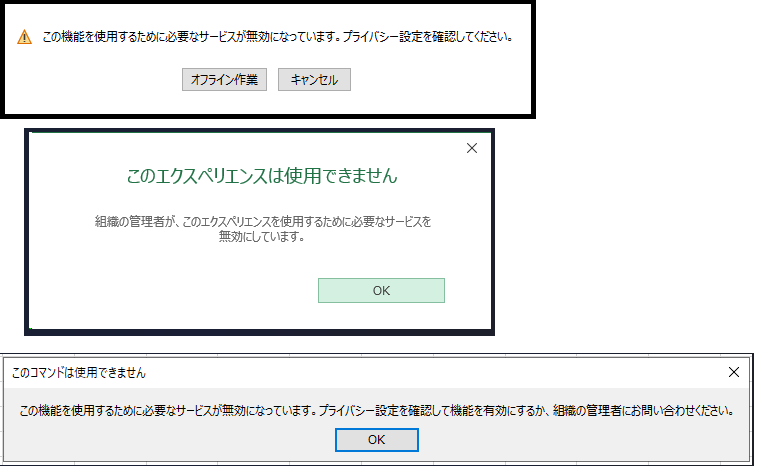 この機能を使用するために必要なサービスが無効になっています。プライバシー設定を確認してください。
オフライン作業 キャンセル
このエクスペリエンスは使用できません
組織の管理者が、このエクスペリエンスを使用するために必要なサービスを
無効にしています。
OK
このコマンドは使用できません
この機能を使用するために必要なサービスが無効になっています。プライバシー設定を確認して機能を有効にするか、組織の管理者にお問い合わせください。
OK